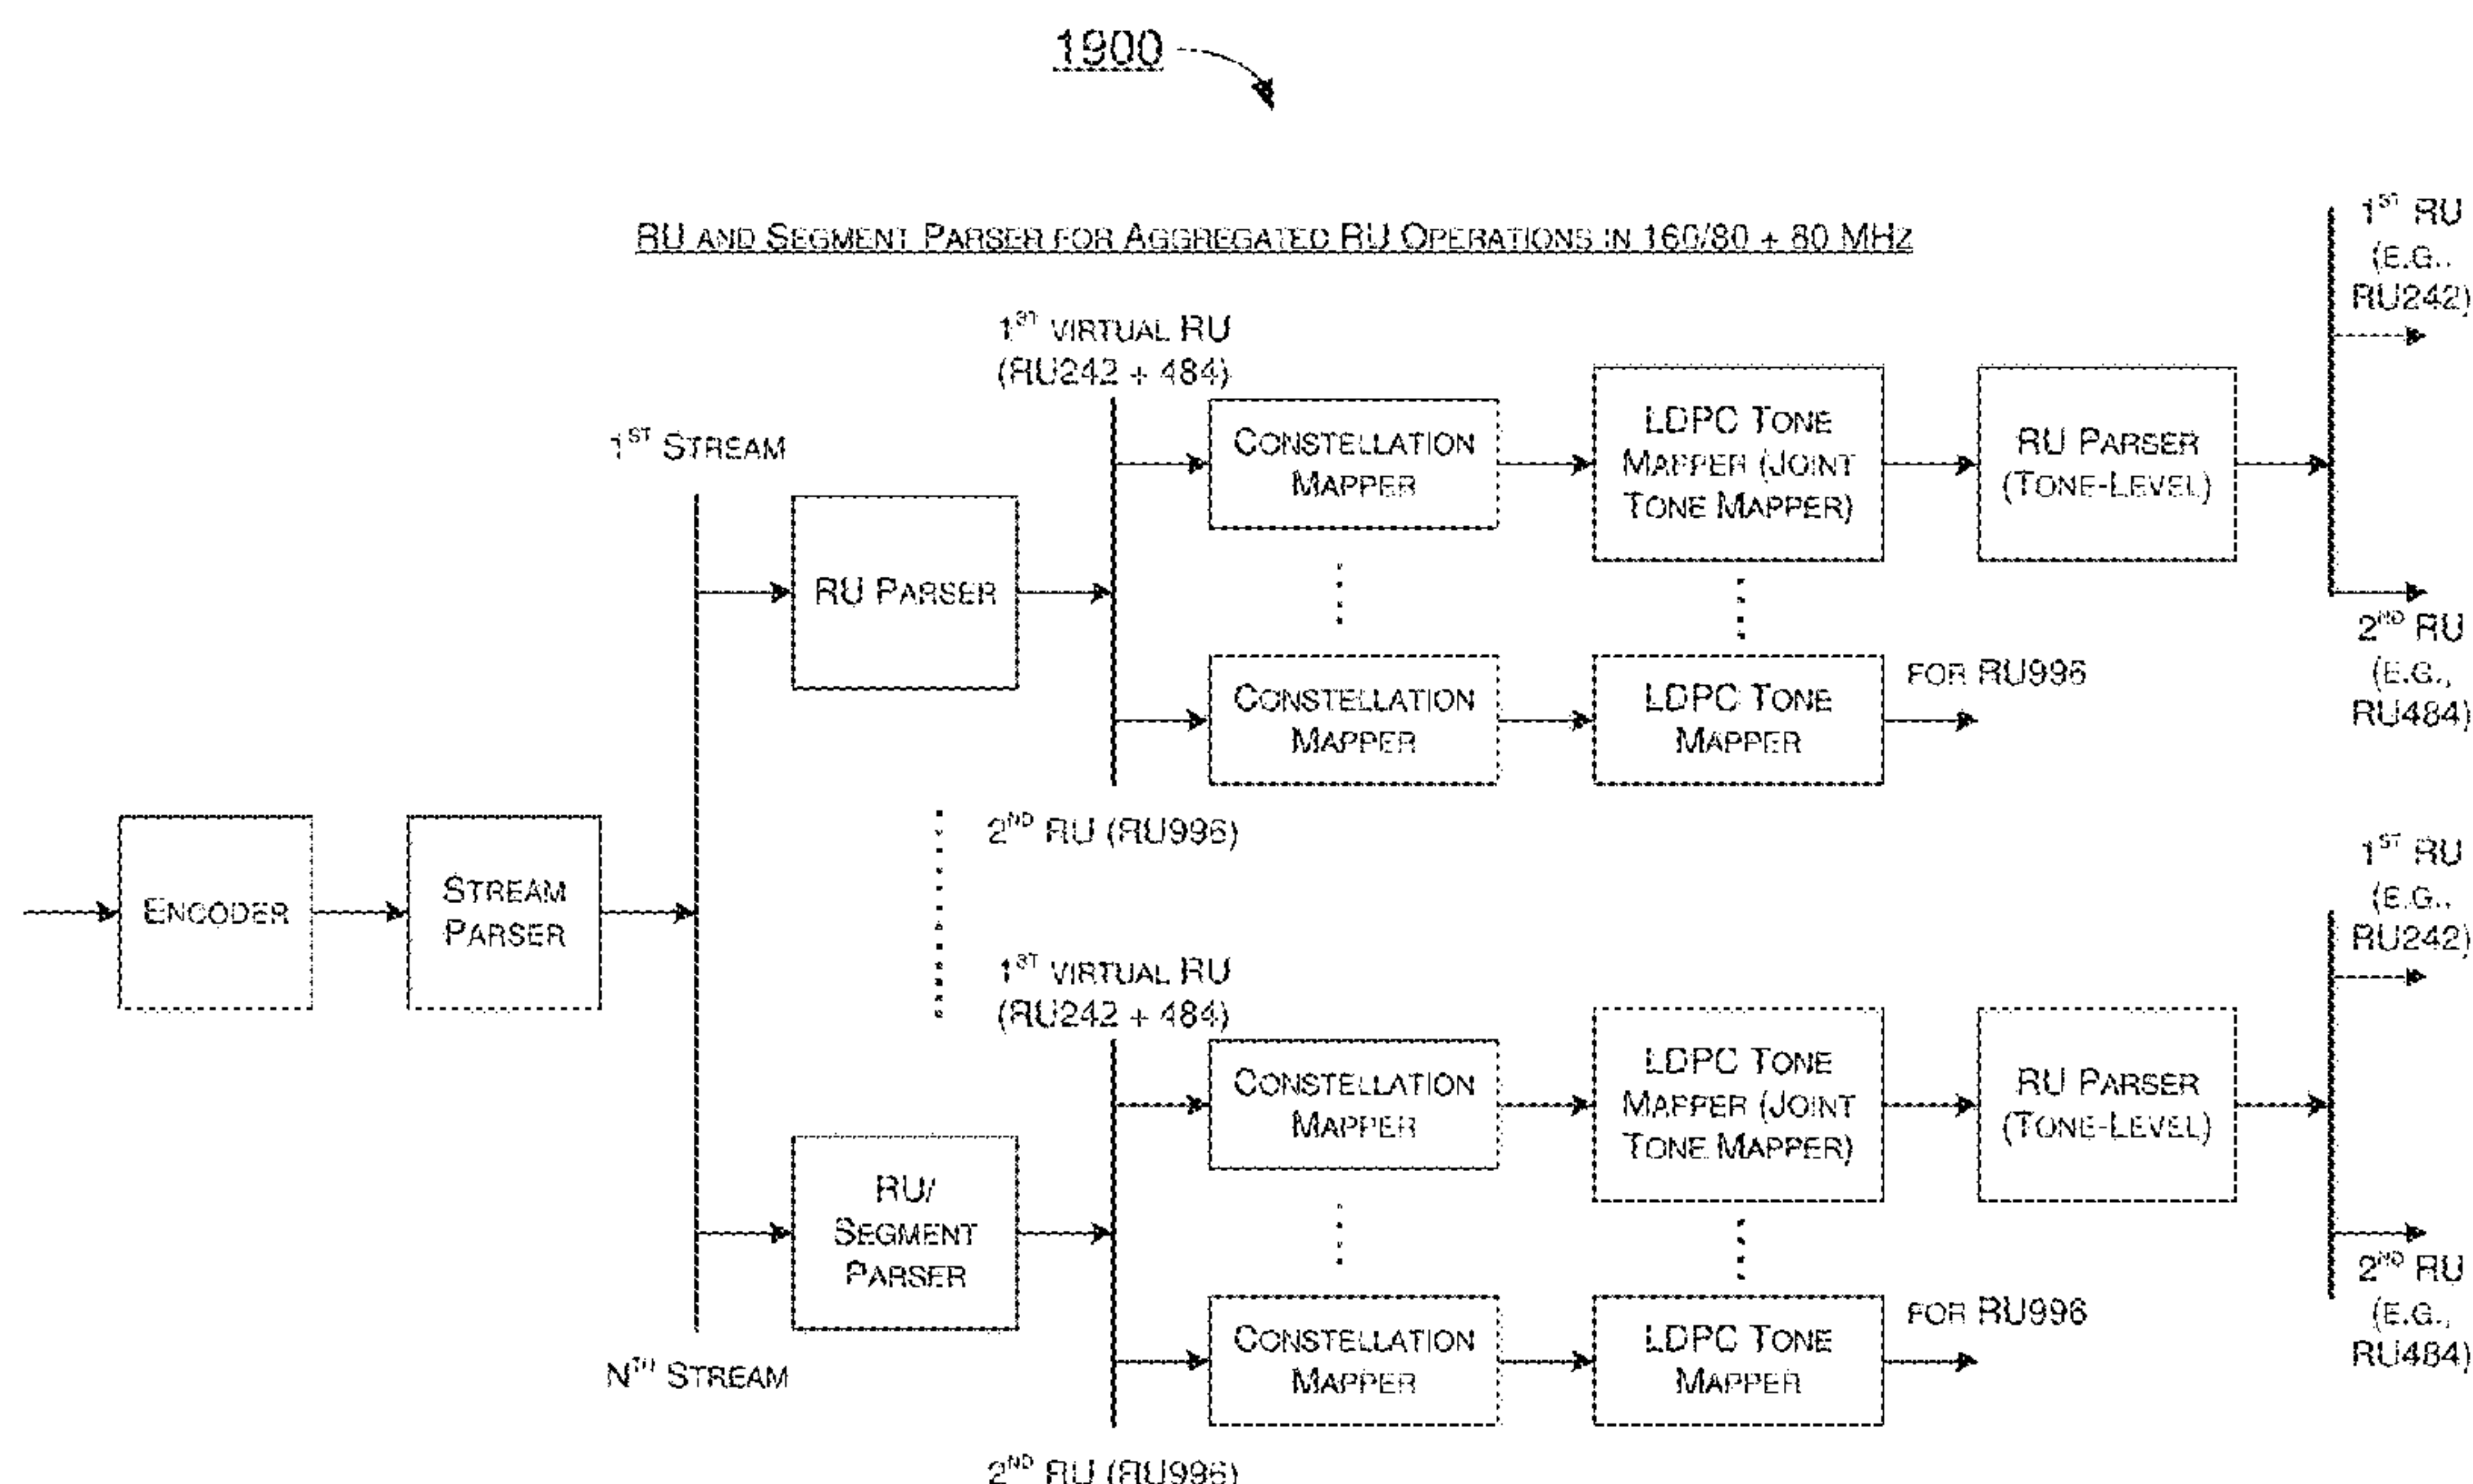 1900
RU AND SEGMENT PARSER FOR AGGREGATED RU OPERATIONS IN 160/80 + 80 MHZ
1ST STREAM
RU PARSER
1ST VIRTUAL RU
(RU242 + 484)
CONSTELLATION
MAPPER
LDPC TONE
MAPPER (JOINT
TONE MAPPER)
RU PARSER
(TONE-LEVEL)
1ST RU
(E.G.,
RU242)
CONSTELLATION
MAPPER
LDPC TONE
MAPPER
FOR RU996
2ND RU
(E.G.,
RU484)
2ND RU (RU996)
ENCODER
STREAM
PARSER
1ST VIRTUAL RU
(RU242 + 484)
RU/
SEGMENT
PARSER
CONSTELLATION
MAPPER
LDPC TONE
MAPPER (JOINT
TONE MAPPER)
RU PARSER
(TONE-LEVEL)
1ST RU
(E.G.,
RU242)
NTH STREAM
CONSTELLATION
MAPPER
LDPC TONE
MAPPER
FOR RU996
2ND RU
(E.G.,
RU484)
2ND RU (RU996)